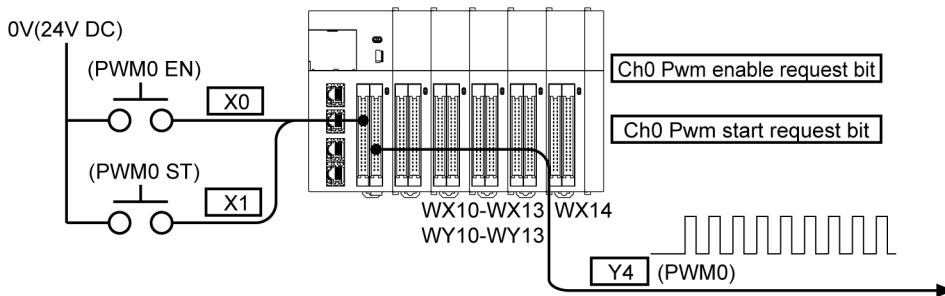 0V(24V DC)
(PWM0 EN)
X0
(PWM0 ST)
X1
Ch0 Pwm enable request bit
Ch0 Pwm start request bit
WX10-WX13 WX14
WY10-WY13
Y4 (PWM0)